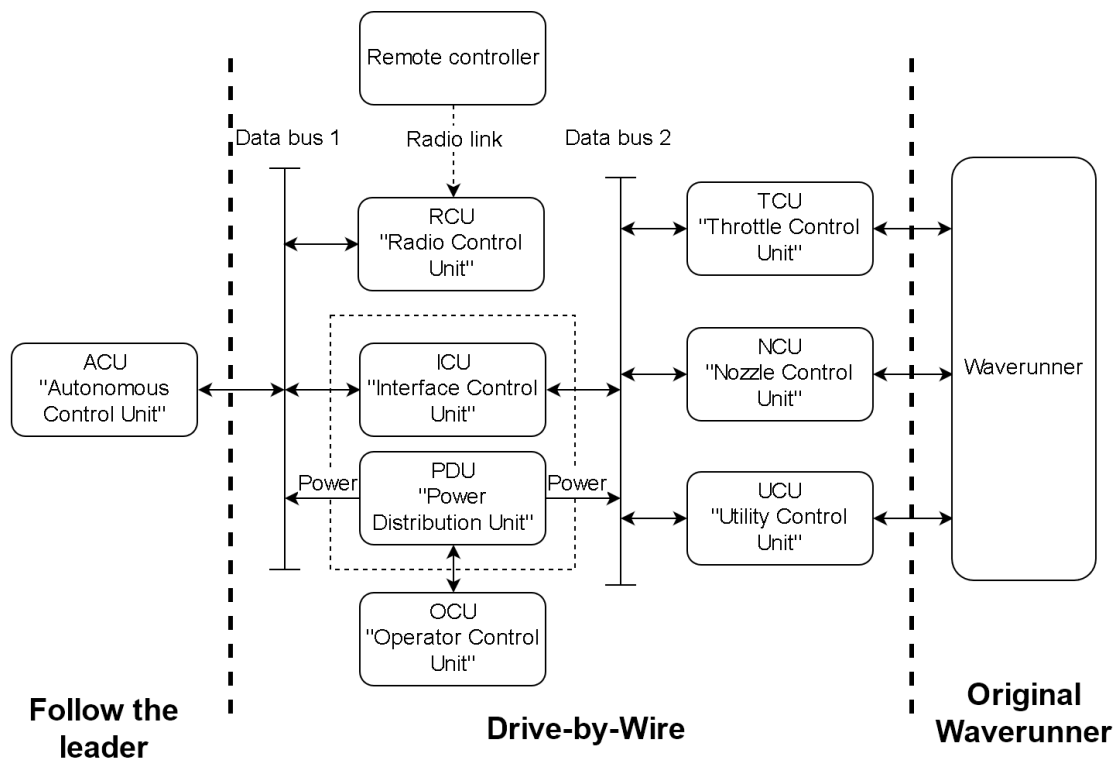 Remote controller
Data bus 1
Radio link
Data bus 2
RCU
"Radio Control
Unit"
TCU
"Throttle Control
Unit"
ACU
"Autonomous
Control Unit"
ICU
"Interface Control
Unit"
NCU
"Nozzle Control
Unit"
Waverunner
Power
PDU
"Power
Distribution Unit"
Power
UCU
"Utility Control
Unit"
OCU
"Operator Control
Unit"
Follow the
leader
Drive-by-Wire
Original
Waverunner